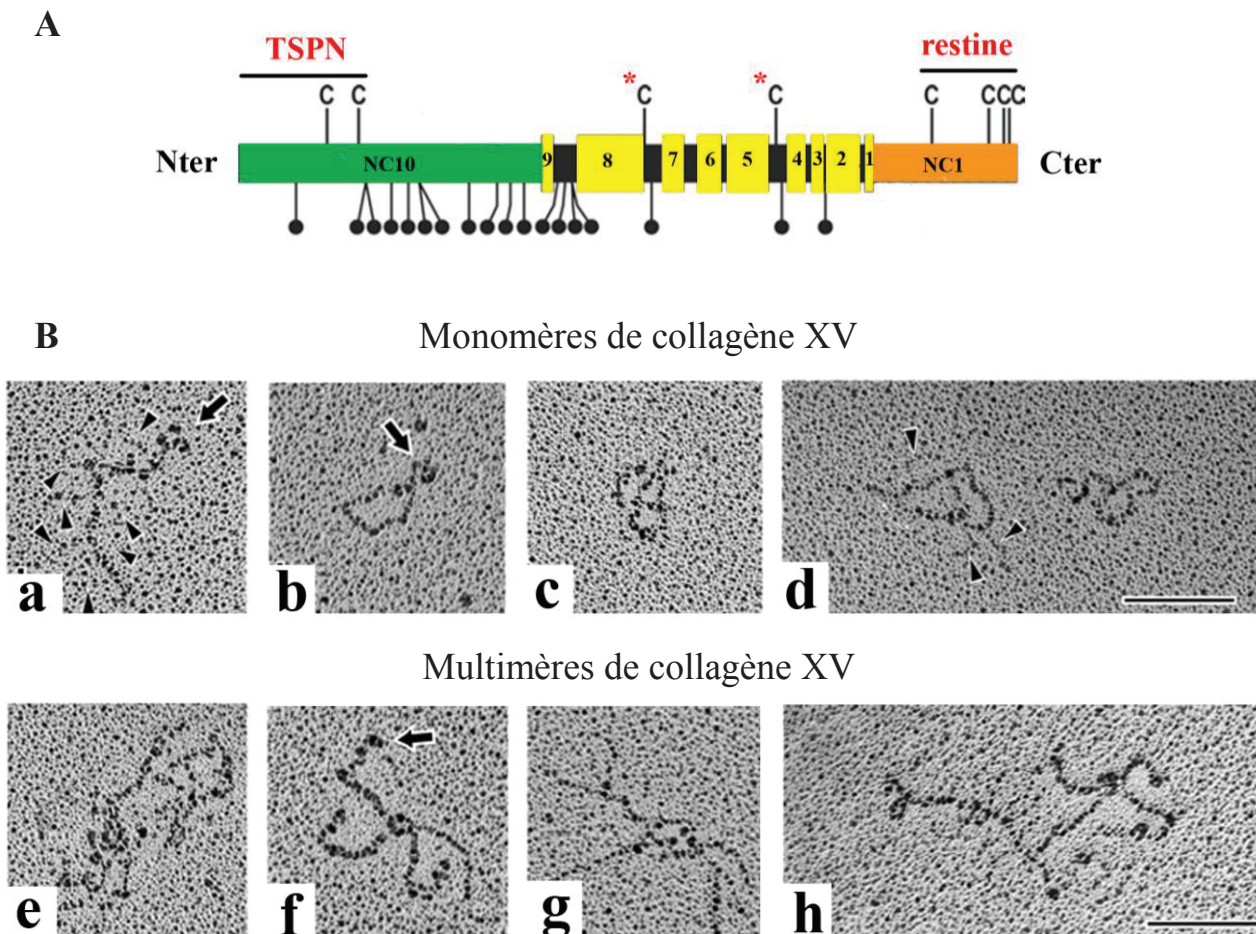 A
TSPN
restine
C C * C * C C C C C
Nter NC10 9 8 7 6 5 4 3 2 1 NC1 Cter
B Monomères de collagène XV
a b c d
Multimères de collagène XV
e f g h